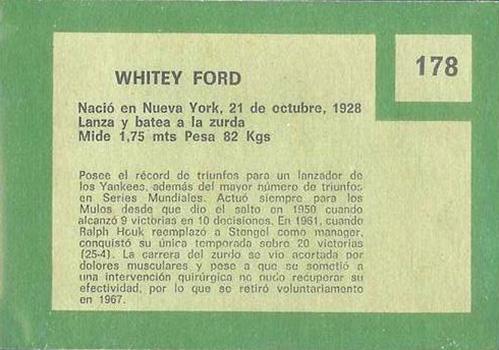 WHITEY FORD
178
Nació en Nueva York, 21 de octubre, 1928
Lanza y batea a la zurda
Mide 1,75 mts Pesa 82 Kgs
Posee el récord de triunfos para un lanzador de
los Yankees, además del mayor número de triunfos
en Series Mundiales. Actuó siempre para los
Mulos desde que dio el salto en 1950 cuando
alcanzó 9 victorias en 10 decisiones. En 1961, cuando
Ralph Hcuk reemplazó a Stengel como manager,
conquistó su única temporada sobre 20 victorias
(25-4). La carrera del zurdo se vio acortada por
dolores musculares y pese a que se sometió a
una intervención quirúrgica no nudo recuperar su
efectividad, por lo que se retiró voluntariamente
en 1967.